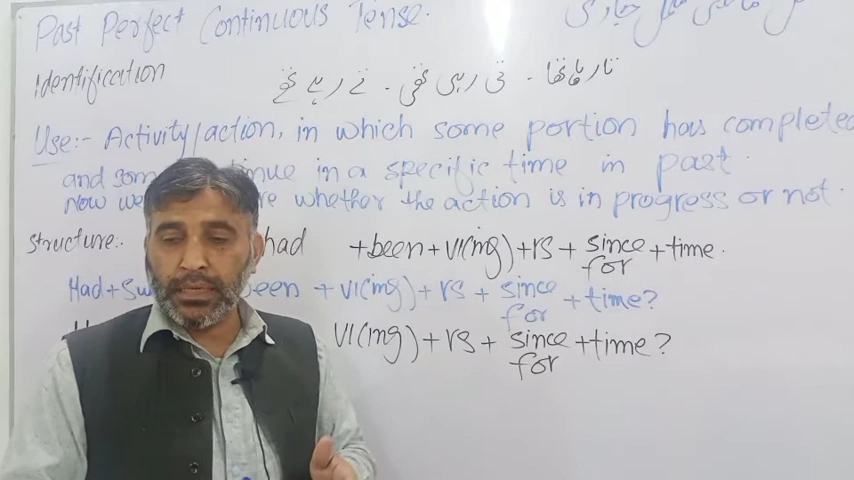 Past Perfect Continuous Tense.
Identification تا رہا تھا - تی رہی تھی - تے رہے تھے
Use:- Activity/action, in which some portion has completed
and som tinue in a specific time in past.
now we re whether the action is in progress or not.
Structure:- had +been+V1(ing)+rs+ since for +time.
Had+Su been +V1(ing)+rs+ since for +time?
V1(ing)+rs+ since for +time?